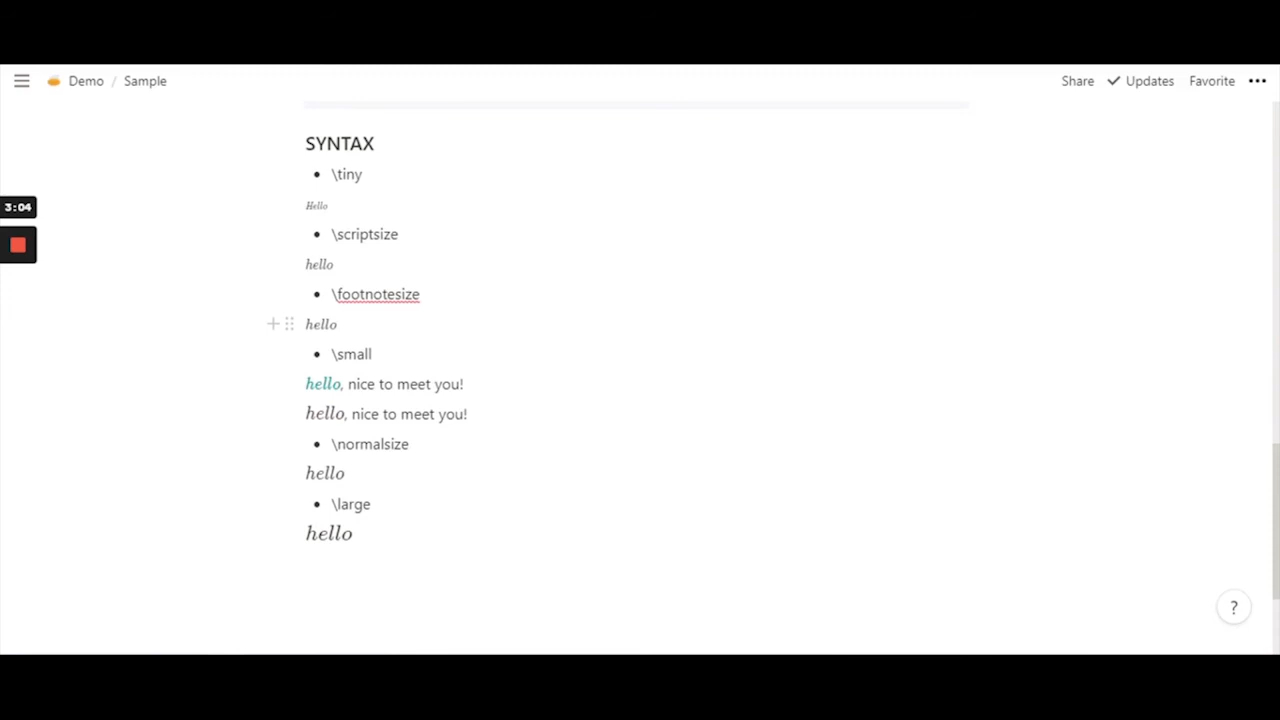 Demo / Sample
Share ✓ Updates Favorite •••
SYNTAX
• \tiny
Hello
3:04
• \scriptsize
hello
• \footnotesize
hello
• \small
hello, nice to meet you!
hello, nice to meet you!
• \normalsize
hello
• \large
hello
?